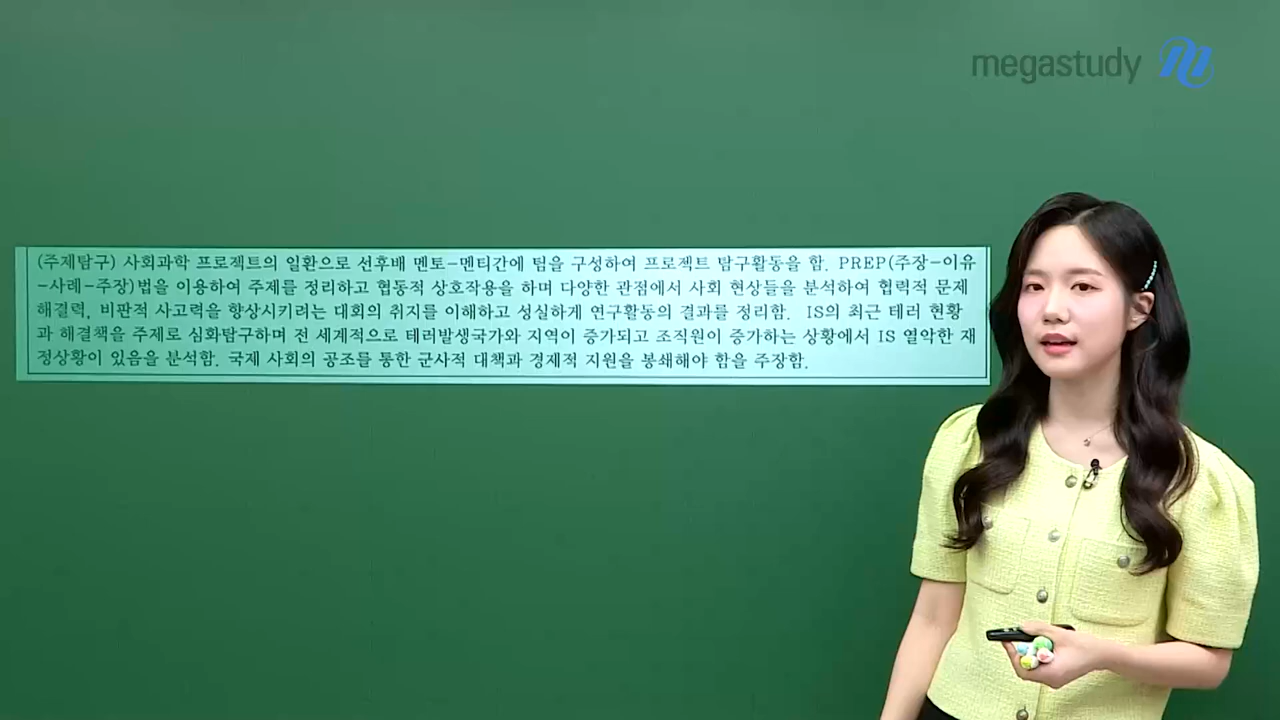 megastudy
(주제탐구) 사회과학 프로젝트의 일환으로 선후배 멘토-멘티간에 팀을 구성하여 프로젝트 탐구활동을 함. PREP(주장-이유
-사례-주장)법을 이용하여 주제를 정리하고 협동적 상호작용을 하며 다양한 관점에서 사회 현상들을 분석하여 협력적 문제
해결력, 비판적 사고력을 향상시키려는 대회의 취지를 이해하고 성실하게 연구활동의 결과를 정리함. IS의 최근 테러 현황
과 해결책을 주제로 심화탐구하며 전 세계적으로 테러발생국가와 지역이 증가되고 조직원이 증가하는 상황에서 IS 열악한 재
정상황이 있음을 분석함. 국제 사회의 공조를 통한 군사적 대책과 경제적 지원을 봉쇄해야 함을 주장함.